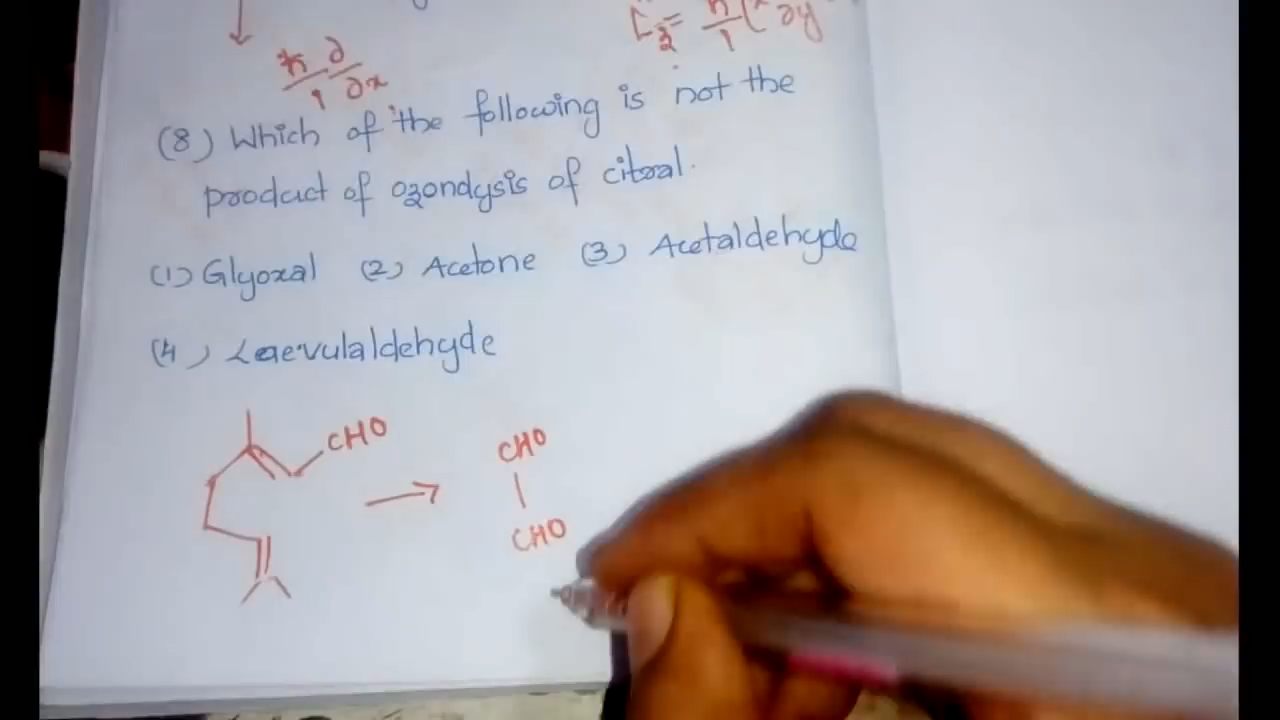 ħ/i ∂/∂x
(8) Which of the following is not the
product of ozondysis of citral.
(1) Glyoxal (2) Acetone (3) Acetaldehyde
(4) Laevulaldehyde
CHO
CHO
CHO